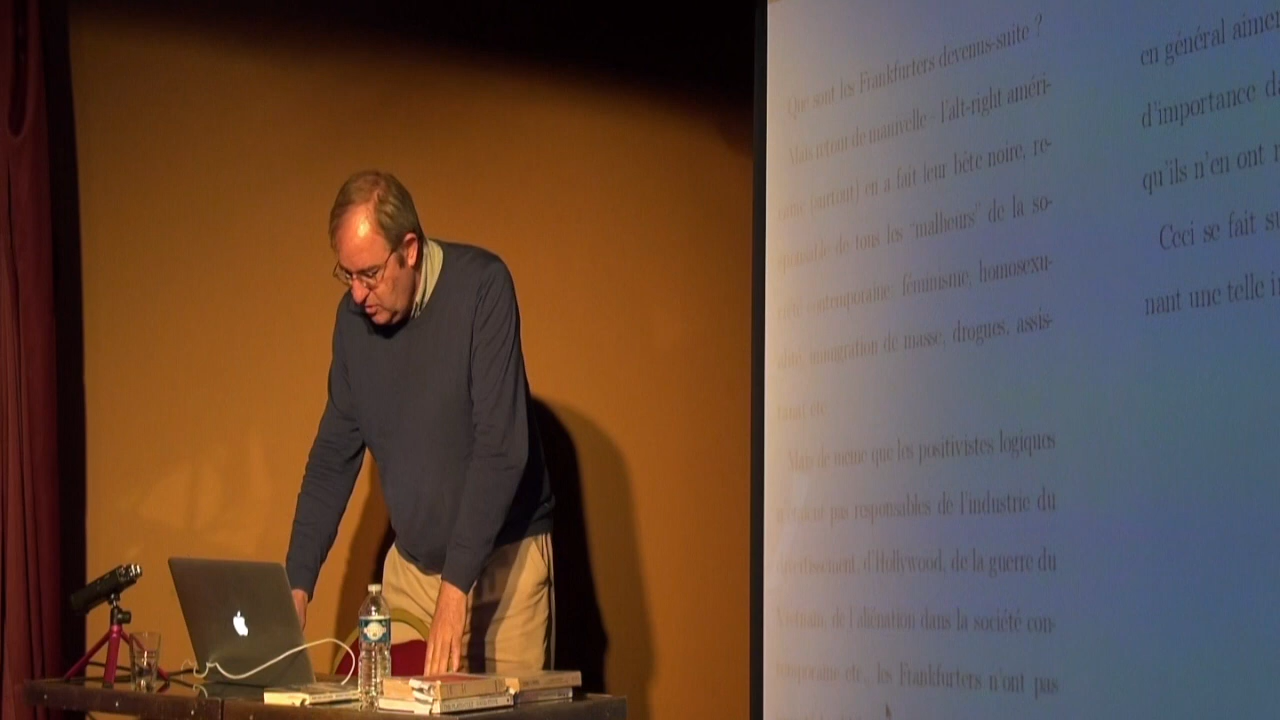 Que sont les Frankfurters devenus-suite ?
Mais retour de manivelle - l'alt-right améri-
caine (surtout) en a fait leur bête noire, re-
sponsable de tous les "malheurs" de la so-
ciété contemporaine: féminisme, homosexu-
alité, immigration de masse, drogues, assis-
tanat etc.
Mais de meme que les positivistes logiques
pas responsables de l'industrie du
divertissement, d'Hollywood, de la guerre du
Vietnam, de l'aliénation dans la société con-
temporaine etc., les Frankfurters n'ont pas
en général aimer
d'importance
qu'ils n'en ont
Ceci se fait
nant une telle